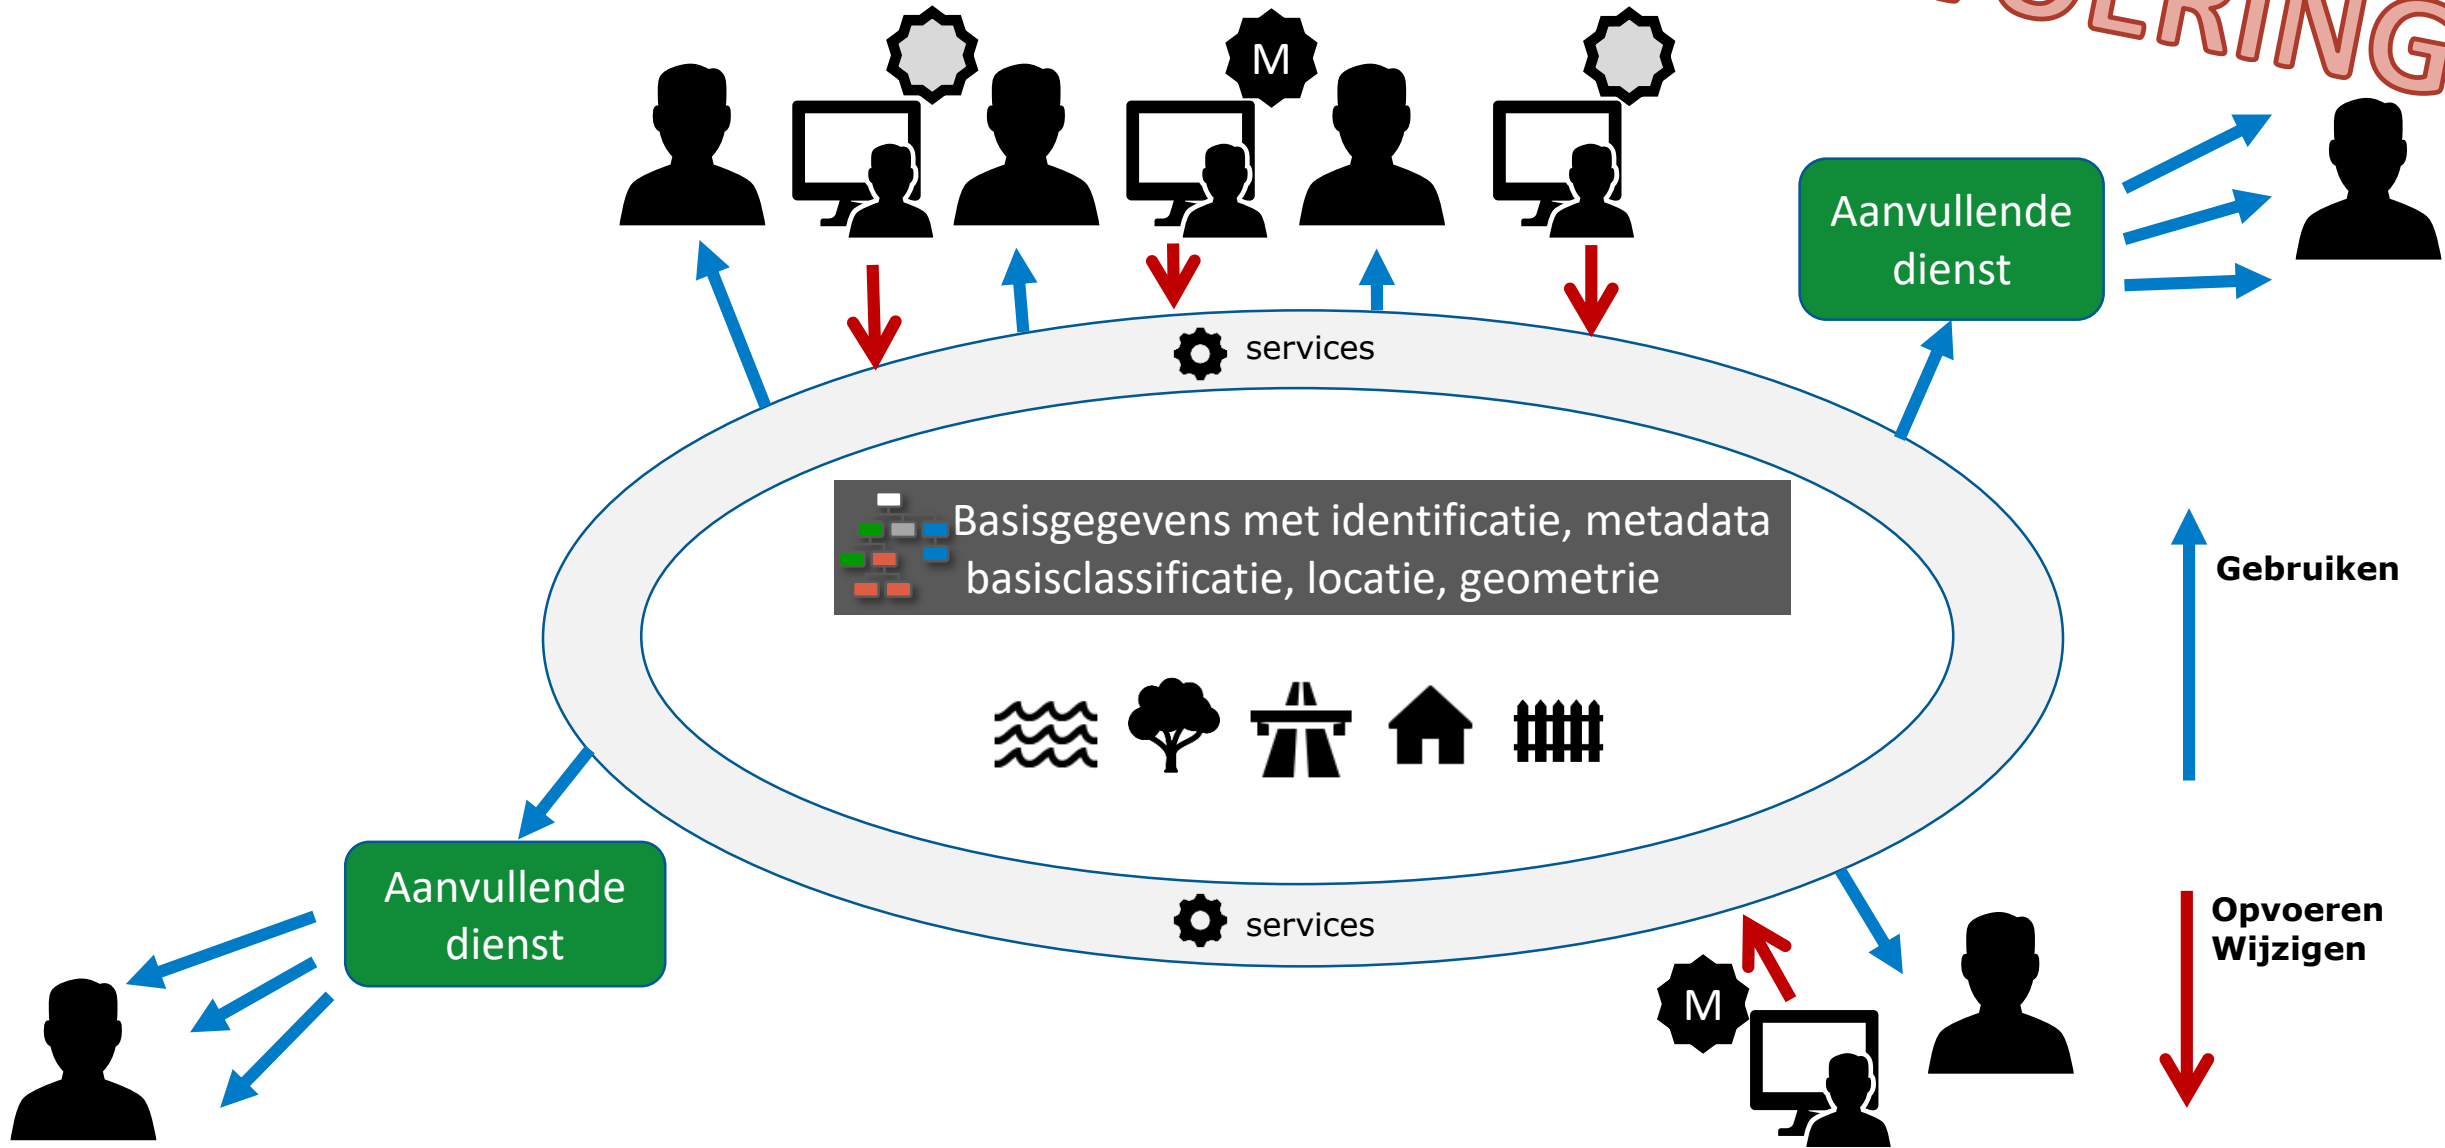 M
Aanvullende
dienst
services
Basisgegevens met identificatie, metadata
basisclassificatie, locatie, geometrie
Gebruiken
Aanvullende
dienst
services
Opvoeren
Wijzigen
M